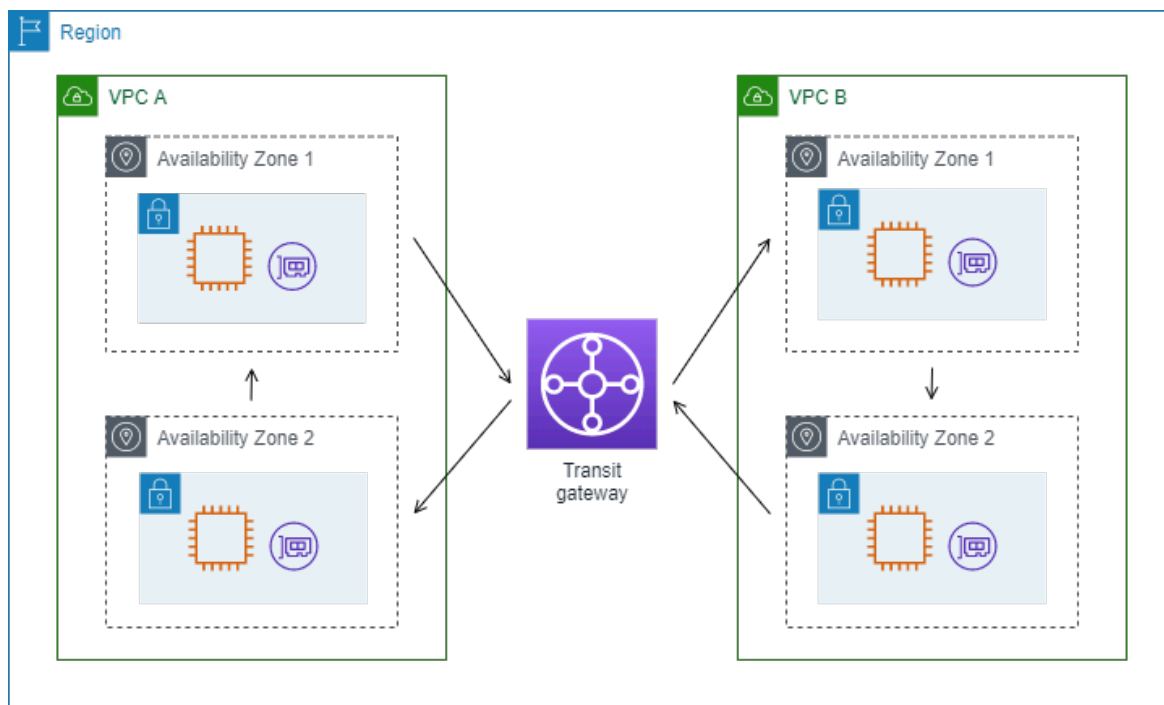 Region
VPC A
VPC B
Availability Zone 1
Availability Zone 1
Transit
gateway
Availability Zone 2
Availability Zone 2